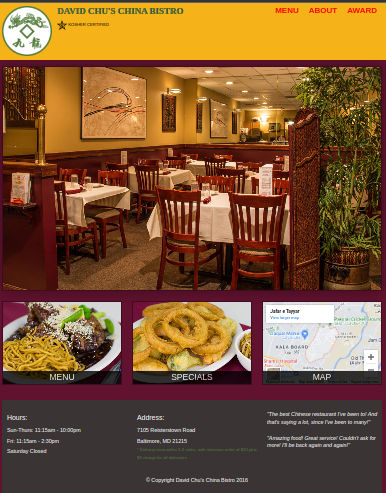 DAVID CHU'S CHINA BISTRO
MENU ABOUT AWARD
KOSHER CERTIFIED
九 龍
MENU
SPECIALS
Jafar e Tayyar
View larger map
KALA BOARD
MAP
Hours:
Sun-Thurs: 11:15am - 10:00pm
Fri: 11:15am - 2:30pm
Saturday Closed
Address:
7105 Reisterstown Road
Baltimore, MD 21215
"The best Chinese restaurant I've been to! And
that's saying a lot, since I've been to many!"
"Amazing food! Great service! Couldn't ask for
more! I'll be back again and again!"
© Copyright David Chu's China Bistro 2016